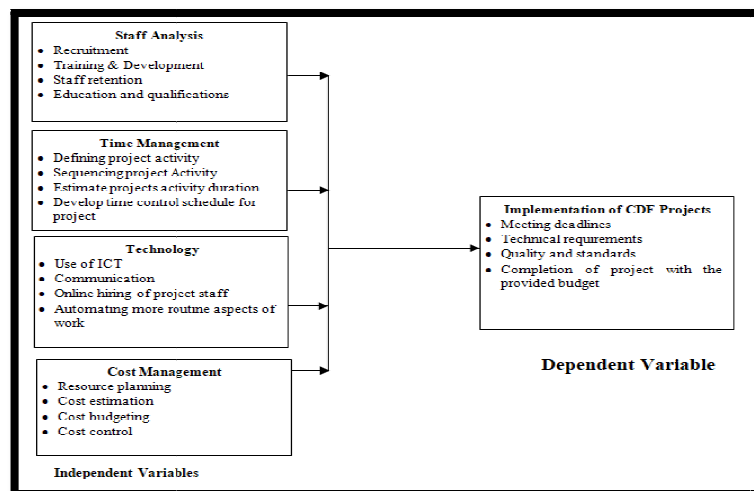 Staff Analysis
• Recruitment
• Training & Development
• Staff retention
• Education and qualifications
Time Management
• Defining project activity
• Sequencing project Activity
• Estimate projects activity duration
• Develop time control schedule for
project
Technology
• Use of ICT
• Communication
• Online hiring of project staff
• Automating more routine aspects of
work
Cost Management
• Resource planning
• Cost estimation
• Cost budgeting
• Cost control
Independent Variables
Implementation of CDF Projects
• Meeting deadlines
• Technical requirements
• Quality and standards
• Completion of project with the
provided budget
Dependent Variable